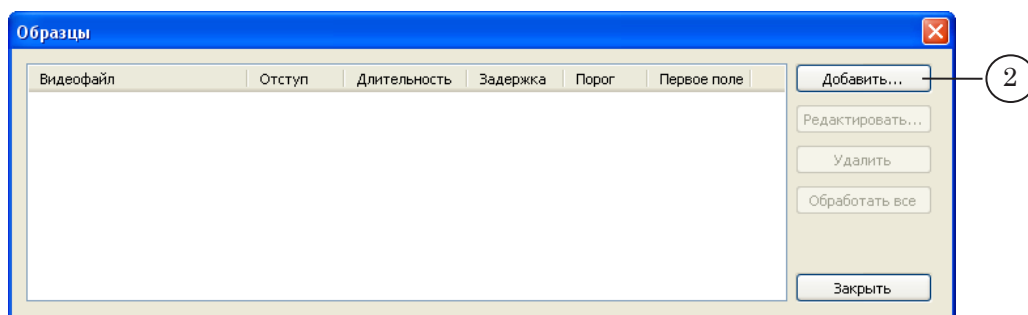 Образцы
Видеофайл Отступ Длительность Задержка Порог Первое поле
Добавить...
2
Редактировать...
Удалить
Обработать все
Закрыть